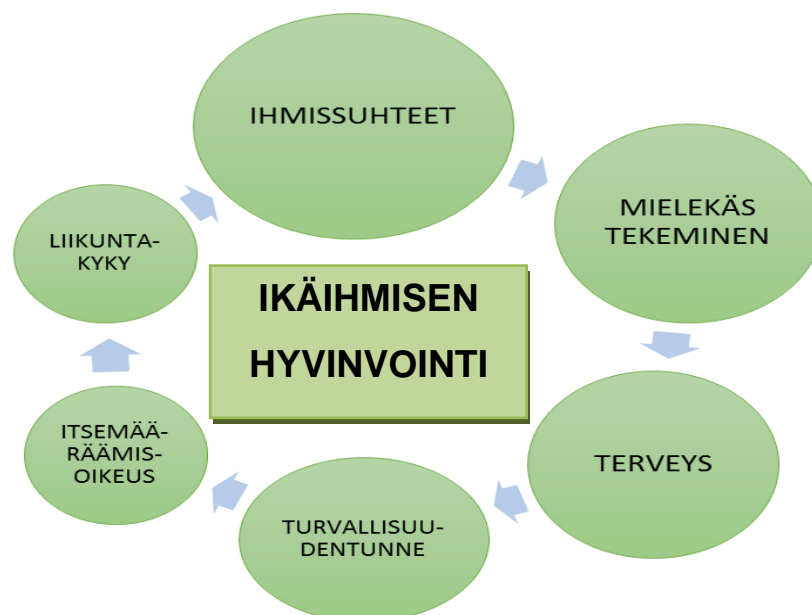 IHMISSUHTEET
MIELEKÄS
TEKEMINEN
TERVEYS
TURVALLISUU-
DENTUNNE
ITSEMÄÄ-
RÄÄMIS-
OIKEUS
LIIKUNTA-
KYKY
IKÄIHMISEN
HYVINVOINTI